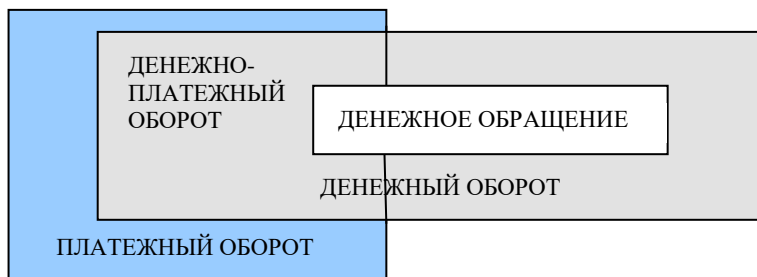 ДЕНЕЖНО-
ПЛАТЕЖНЫЙ
ОБОРОТ
ДЕНЕЖНОЕ ОБРАЩЕНИЕ
ДЕНЕЖНЫЙ ОБОРОТ
ПЛАТЕЖНЫЙ ОБОРОТ